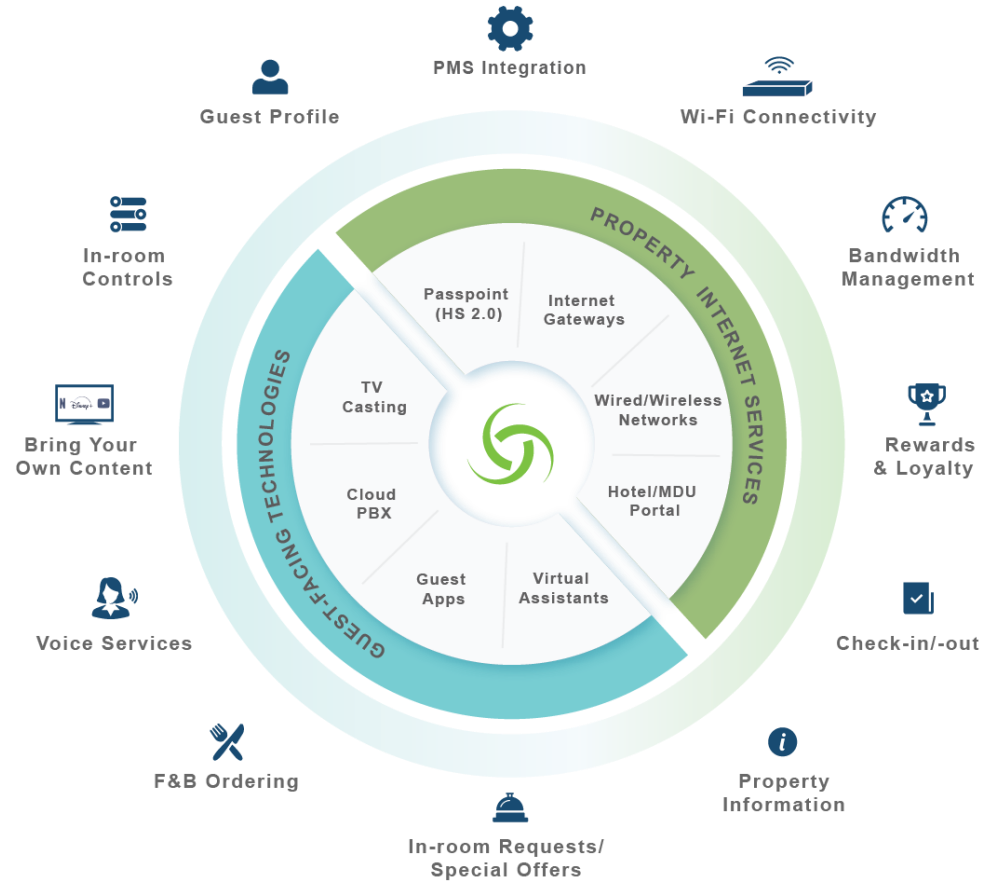 PMS Integration
Wi-Fi Connectivity
Bandwidth
Management
Rewards
& Loyalty
Check-in/-out
Property
Information
In-room Requests/
Special Offers
F&B Ordering
Voice Services
Bring Your
Own Content
In-room
Controls
Guest Profile
PROPERTY INTERNET SERVICES
Passpoint
(HS 2.0)
Internet
Gateways
Wired/Wireless
Networks
Hotel/MDU
Portal
GUEST-FACING TECHNOLOGIES
TV
Casting
Cloud
PBX
Guest
Apps
Virtual
Assistants
N Disney+
i